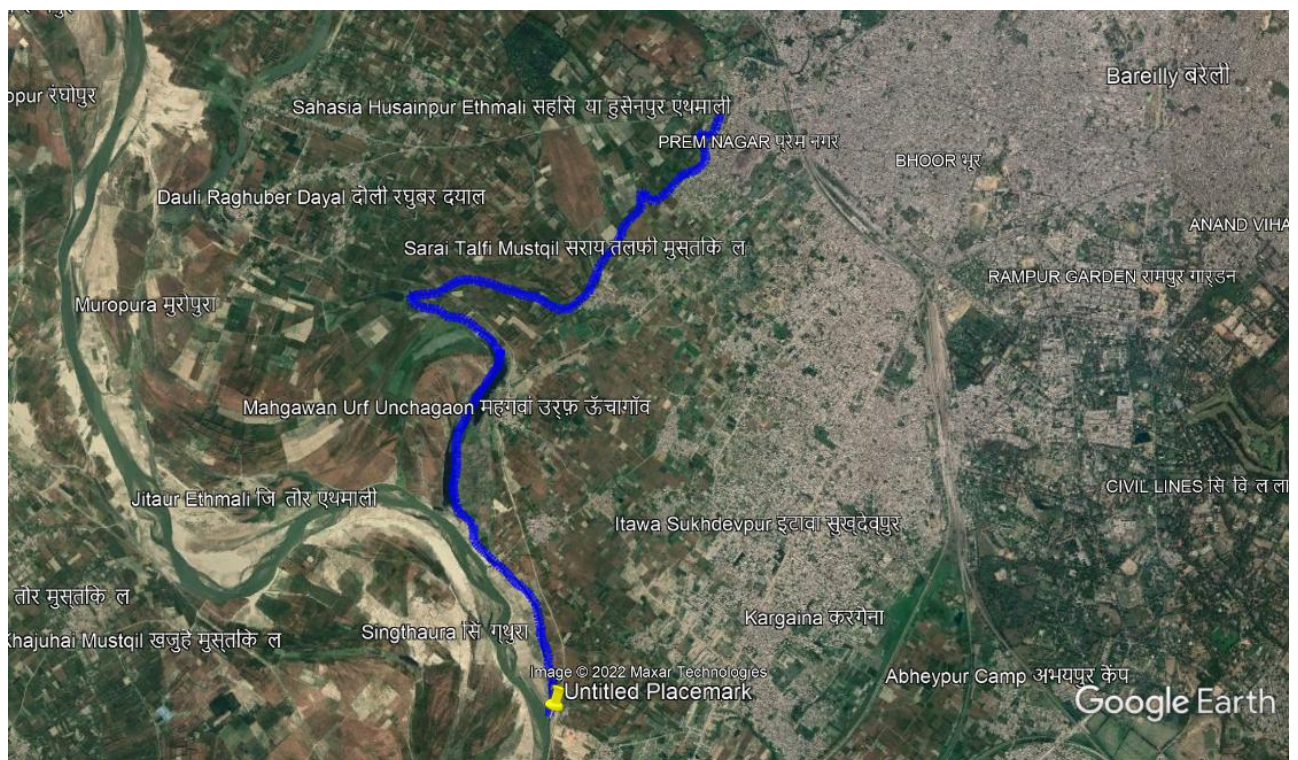 Bareilly बरेली
opur रंघोपुर
Sahasia Husainpur Ethmali सहसि या हुसैनपुर एथमाली
PREM NAGAR प्रेम नगर
BHOOR भूर
Dauli Raghuber Dayal दौली रघुबर दयाल
ANAND VIHA
Sarai Talfi Mustqil सराय तलफी मुस्तकि ल
RAMPUR GARDEN रामपुर गार्डन
Muropura मुरोपुरा
Mahgawan Urf Unchagaon महगवां उर्फ़ ऊँचागाँव
Jitaur Ethmali जि तौर एथमाली
CIVIL LINES सि वि ल ला
Itawa Sukhdevpur इटावा सुखदेवपुर
तोर मुस्तकि ल
Kargaina करगेना
Singthaura सिं ग्थुरा
Khajuhai Mustqil खजुहे मुस्तकि ल
Image © 2022 Maxar Technologies
Abheypur Camp अभयपुर केंप
Untitled Placemark
Google Earth